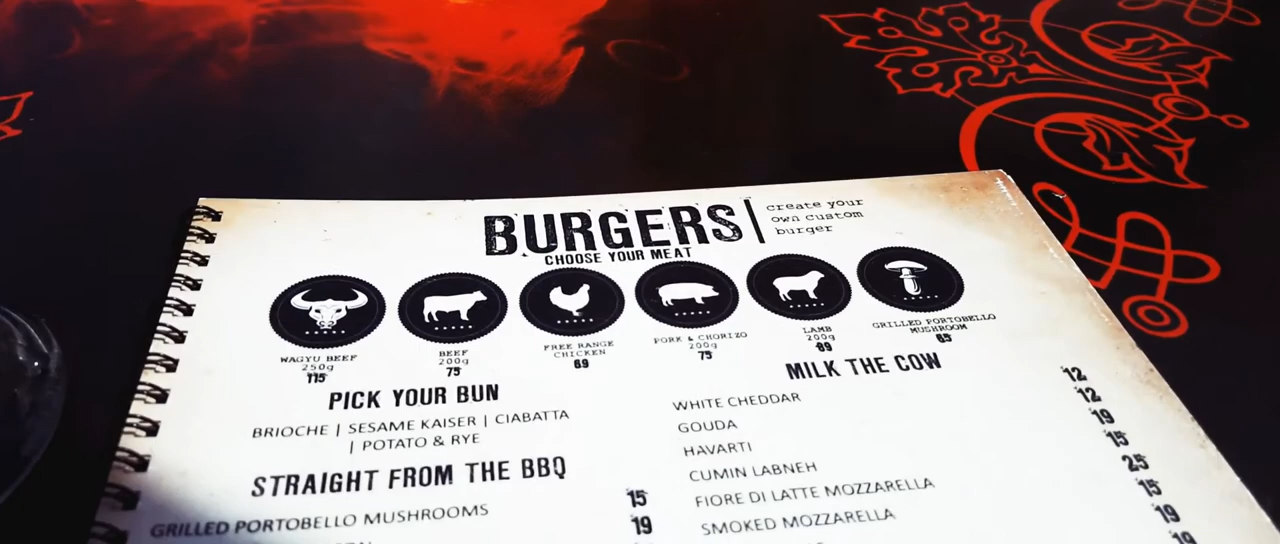 BURGERS
create your
own custom
burger
CHOOSE YOUR MEAT
WAGYU BEEF
250g
115
BEEF
200g
75
FREE RANGE
CHICKEN
69
PORK & CHORIZO
200g
75
LAMB
200g
89
GRILLED PORTOBELLO
MUSHROOM
65
PICK YOUR BUN
BRIOCHE | SESAME KAISER | CIABATTA
| POTATO & RYE
STRAIGHT FROM THE BBQ
GRILLED PORTOBELLO MUSHROOMS 15
19
MILK THE COW
WHITE CHEDDAR 12
GOUDA 12
HAVARTI 19
CUMIN LABNEH 15
FIORE DI LATTE MOZZARELLA 25
SMOKED MOZZARELLA 15
19
19